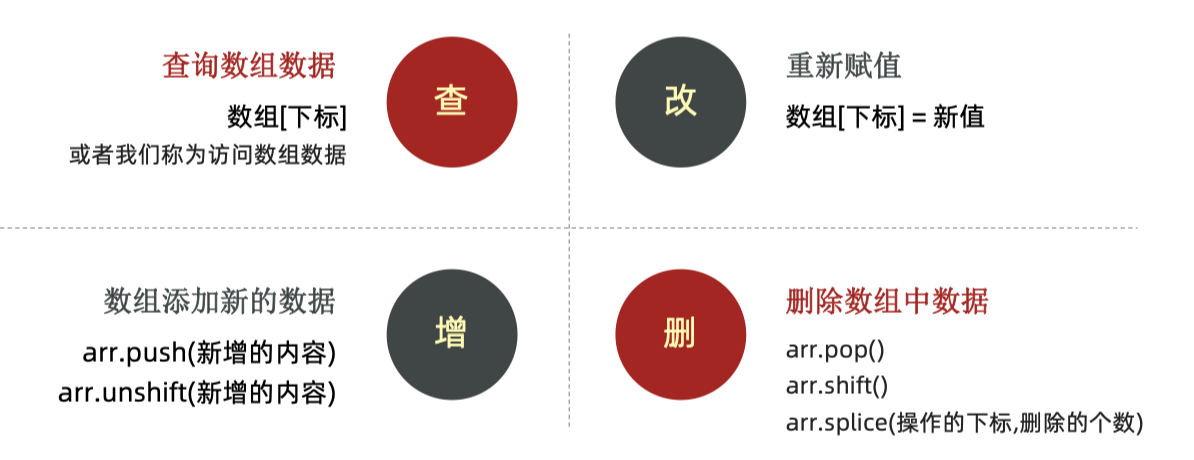 查询数组数据
数组[下标]
或者我们称为访问数组数据
查
改
重新赋值
数组[下标] = 新值
数组添加新的数据
arr.push(新增的内容)
arr.unshift(新增的内容)
增
删
删除数组中数据
arr.pop()
arr.shift()
arr.splice(操作的下标,删除的个数)